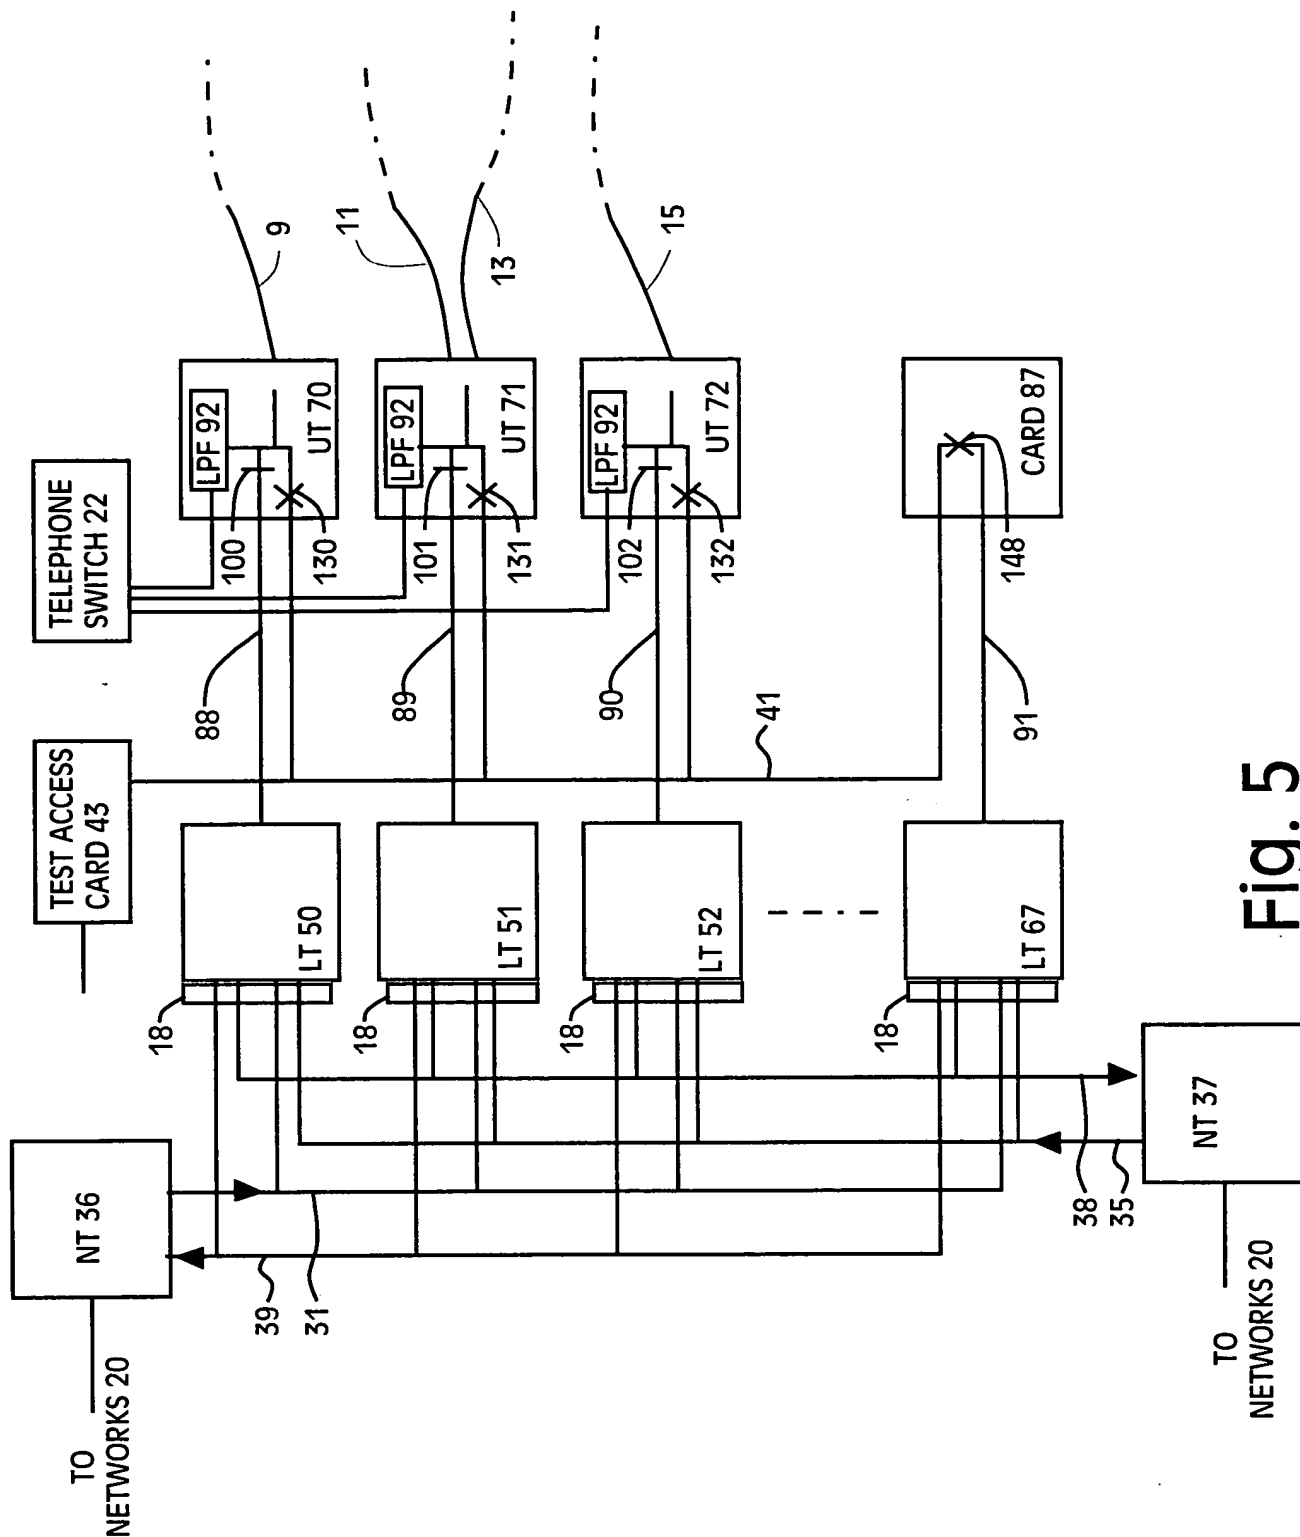 TELEPHONE
SWITCH 22
TEST ACCESS
CARD 43
LPF 92
UT 70
LPF 92
UT 71
LPF 92
UT 72
CARD 87
9
11
13
15
100
130
101
131
102
132
148
88
89
90
41
91
LT 50
LT 51
LT 52
LT 67
18
18
18
18
NT 36
NT 37
39
31
38
35
TO
NETWORKS 20
TO
NETWORKS 20
Fig. 5